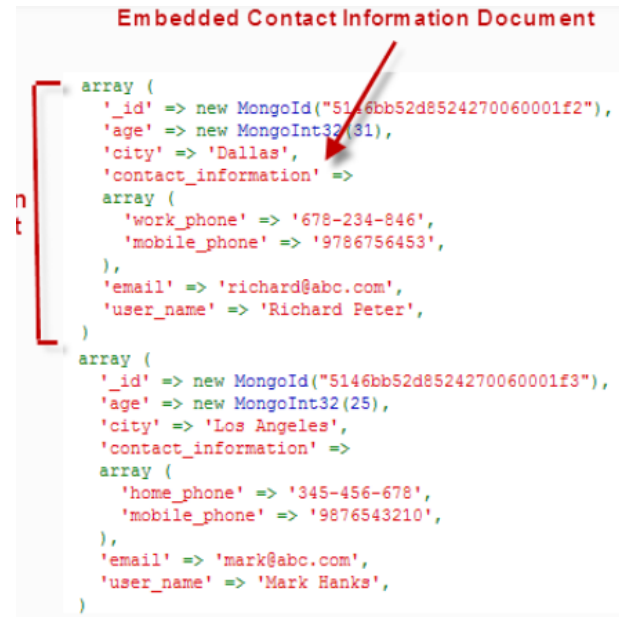 Embedded Contact Information Document
array (
'_id' => new MongoId("5146bb52d8524270060001f2"),
'age' => new MongoInt32(31),
'city' => 'Dallas',
'contact_information' =>
array (
'work_phone' => '678-234-846',
'mobile_phone' => '9786756453',
),
'email' => 'richard@abc.com',
'user_name' => 'Richard Peter',
)
n
t
array (
'_id' => new MongoId("5146bb52d8524270060001f3"),
'age' => new MongoInt32(25),
'city' => 'Los Angeles',
'contact_information' =>
array (
'home_phone' => '345-456-678',
'mobile_phone' => '9876543210',
),
'email' => 'mark@abc.com',
'user_name' => 'Mark Hanks',
)